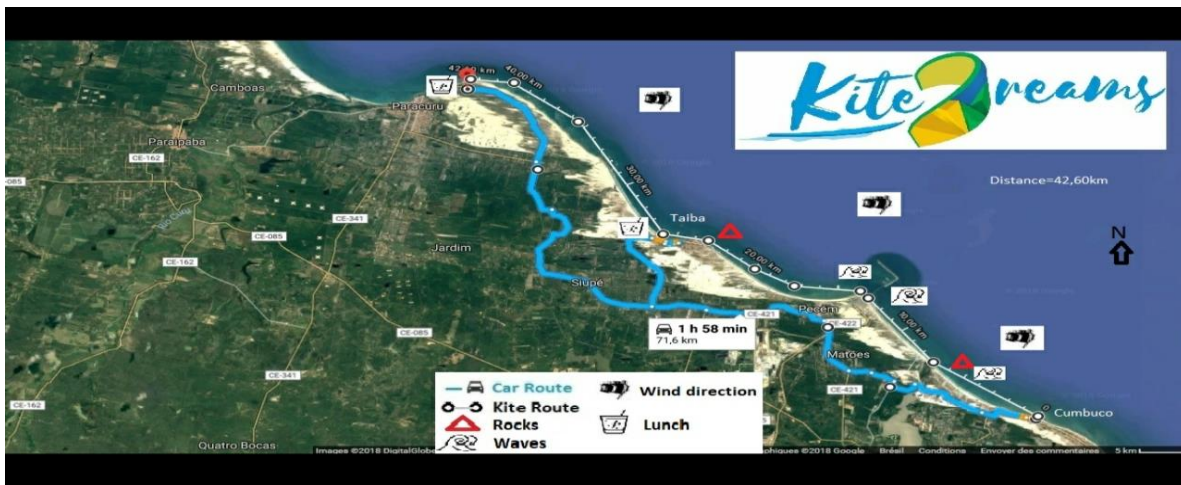 Kite Dreams
Distance=42,60km
N
42,60 km
40,00 km
30,00 km
20,00 km
10,00 km
0
Camboas
Paracuru
Paraipaba
CE-162
CE-085
CE-341
CE-085
CE-162
Jardim
Taíba
Siupé
Pecém
CE-421
CE-422
1 h 58 min
71,6 km
Matões
CE-085
CE-341
CE-421
CE-162
Cumbuco
Quatro Bocas
Car Route
Wind direction
Kite Route
Rocks
Lunch
Waves
Images ©2018 DigitalGlobe
©2018 Google
Brésil
Conditions
Envoyer des commentaires
5 km